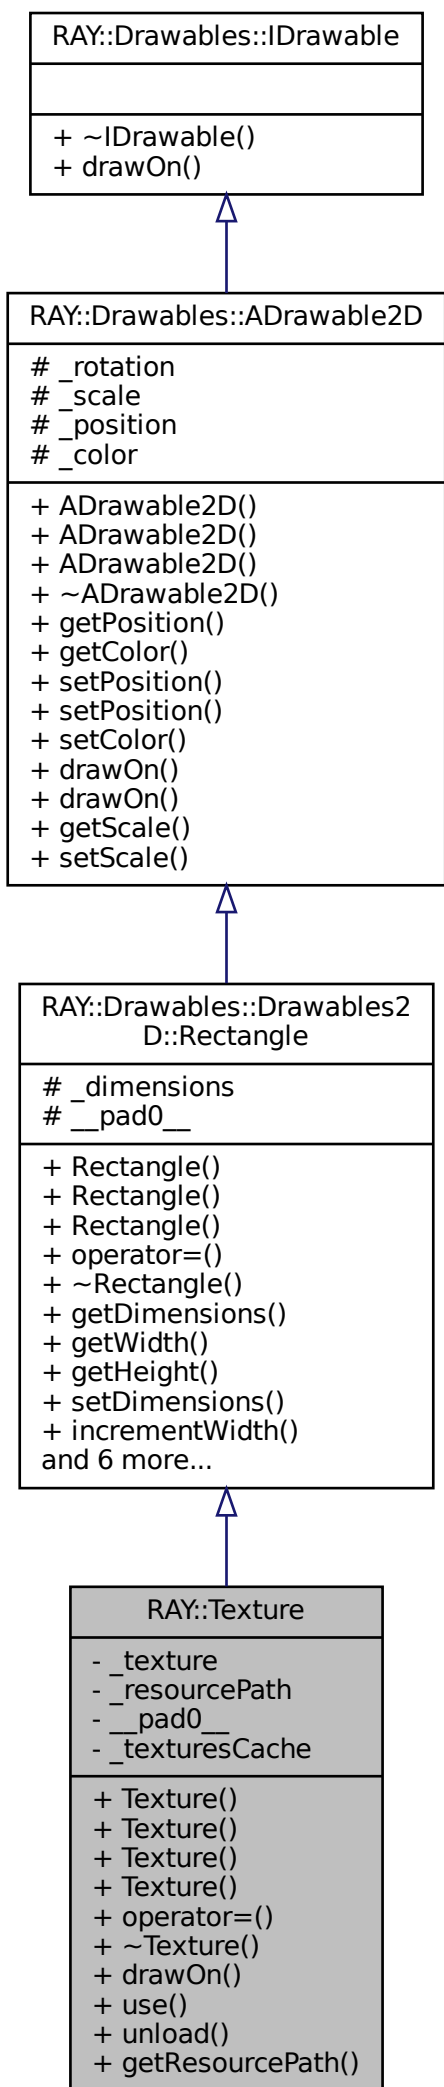 RAY::Drawables::IDrawable
+ ~IDrawable()
+ drawOn()
RAY::Drawables::ADrawable2D
# _rotation
# _scale
# _position
# _color
+ ADrawable2D()
+ ADrawable2D()
+ ADrawable2D()
+ ~ADrawable2D()
+ getPosition()
+ getColor()
+ setPosition()
+ setPosition()
+ setColor()
+ drawOn()
+ drawOn()
+ getScale()
+ setScale()
RAY::Drawables::Drawables2
D::Rectangle
# _dimensions
# __pad0__
+ Rectangle()
+ Rectangle()
+ Rectangle()
+ operator=()
+ ~Rectangle()
+ getDimensions()
+ getWidth()
+ getHeight()
+ setDimensions()
+ incrementWidth()
and 6 more...
RAY::Texture
- _texture
- _resourcePath
- __pad0__
- _texturesCache
+ Texture()
+ Texture()
+ Texture()
+ Texture()
+ operator=()
+ ~Texture()
+ drawOn()
+ use()
+ unload()
+ getResourcePath()